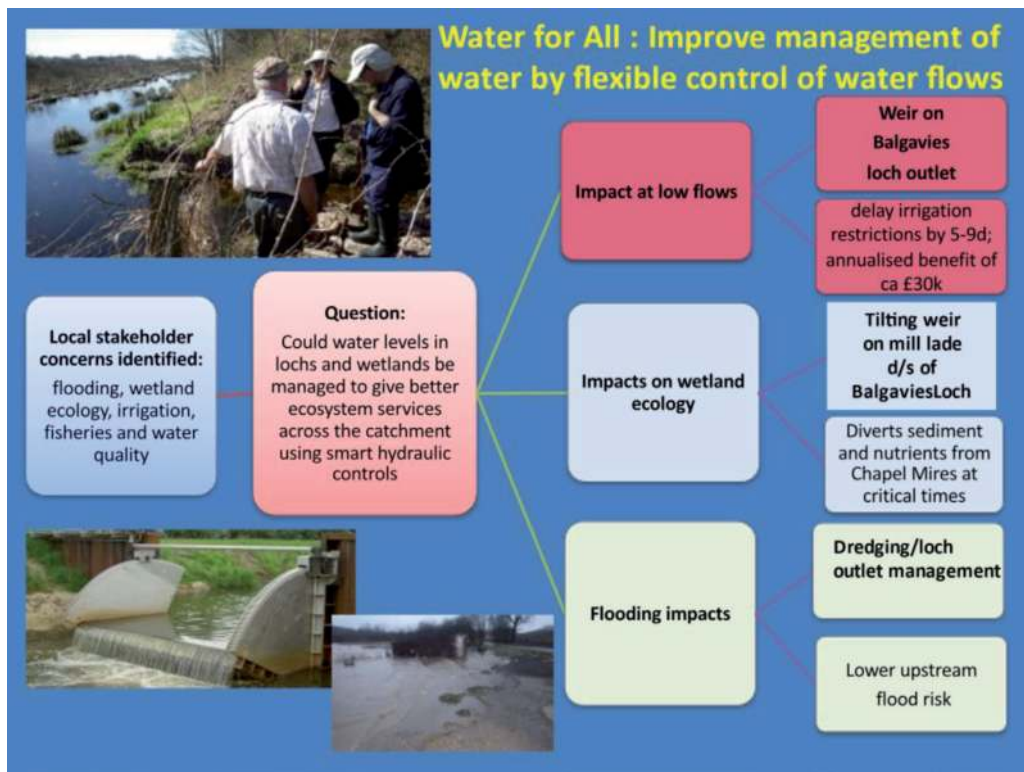 Water for All : Improve management of
water by flexible control of water flows
Local stakeholder
concerns identified:
flooding, wetland
ecology, irrigation,
fisheries and water
quality
Question:
Could water levels in
lochs and wetlands be
managed to give better
ecosystem services
across the catchment
using smart hydraulic
controls
Impact at low flows
Weir on
Balgavies
loch outlet
delay irrigation
restrictions by 5-9d;
annualised benefit of
ca £30k
Impacts on wetland
ecology
Tilting weir
on mill lade
d/s of
BalgaviesLoch
Diverts sediment
and nutrients from
Chapel Mires at
critical times
Flooding impacts
Dredging/loch
outlet management
Lower upstream
flood risk